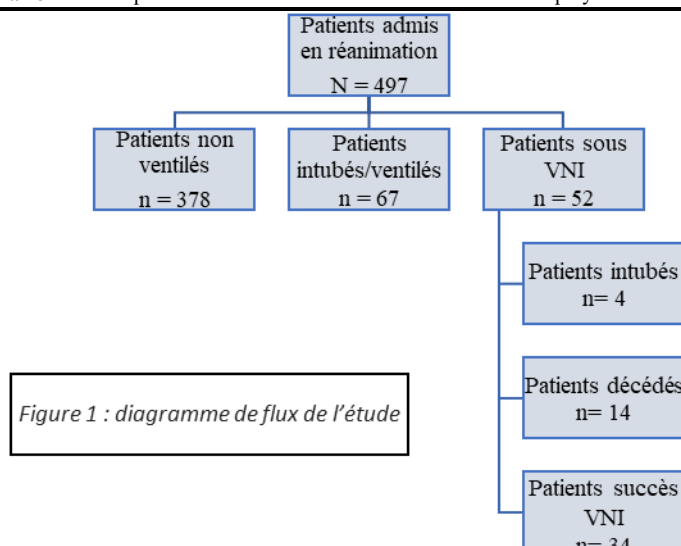 Patients admis
en réanimation
N = 497
Patients non
ventilés
n = 378
Patients
intubés/ventilés
n = 67
Patients sous
VNI
n = 52
Patients intubés
n= 4
Patients décédés
n= 14
Patients succès
VNI
n= 34
Figure 1 : diagramme de flux de l’étude